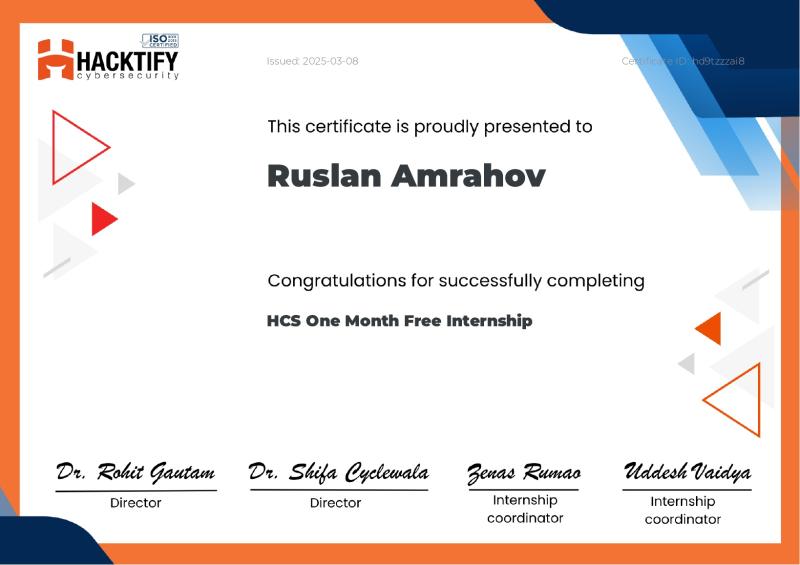 ISO
CERTIFIED
HACKTIFY
cybersecurity
Issued: 2025-03-08
Certificate ID: hd9tzzzai8
This certificate is proudly presented to
Ruslan Amrahov
Congratulations for successfully completing
HCS One Month Free Internship
Dr. Rohit Gautam
Director
Dr. Shifa Cyclewala
Director
Zenas Rumao
Internship
coordinator
Uddesh Vaidya
Internship
coordinator